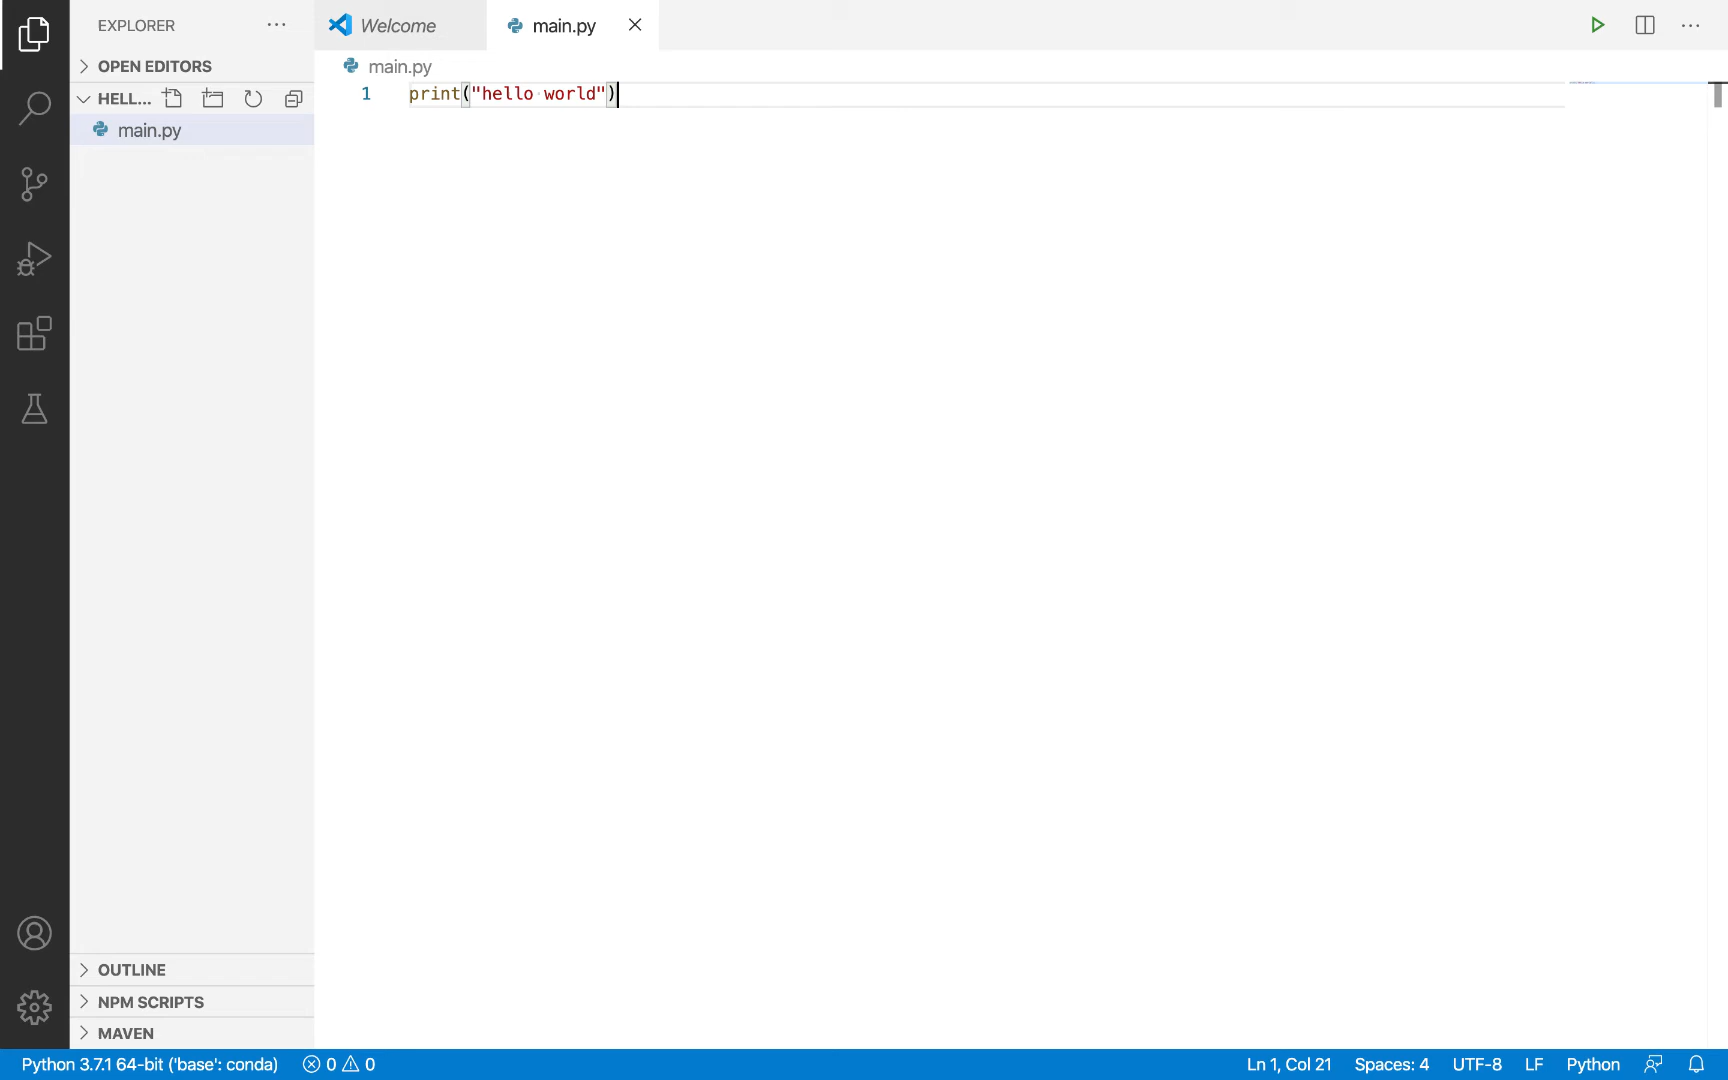 EXPLORER
Welcome
main.py
OPEN EDITORS
main.py
HELL...
1 print("hello world")
main.py
OUTLINE
NPM SCRIPTS
MAVEN
Python 3.7.1 64-bit ('base': conda) 0 0 Ln 1, Col 21 Spaces: 4 UTF-8 LF Python